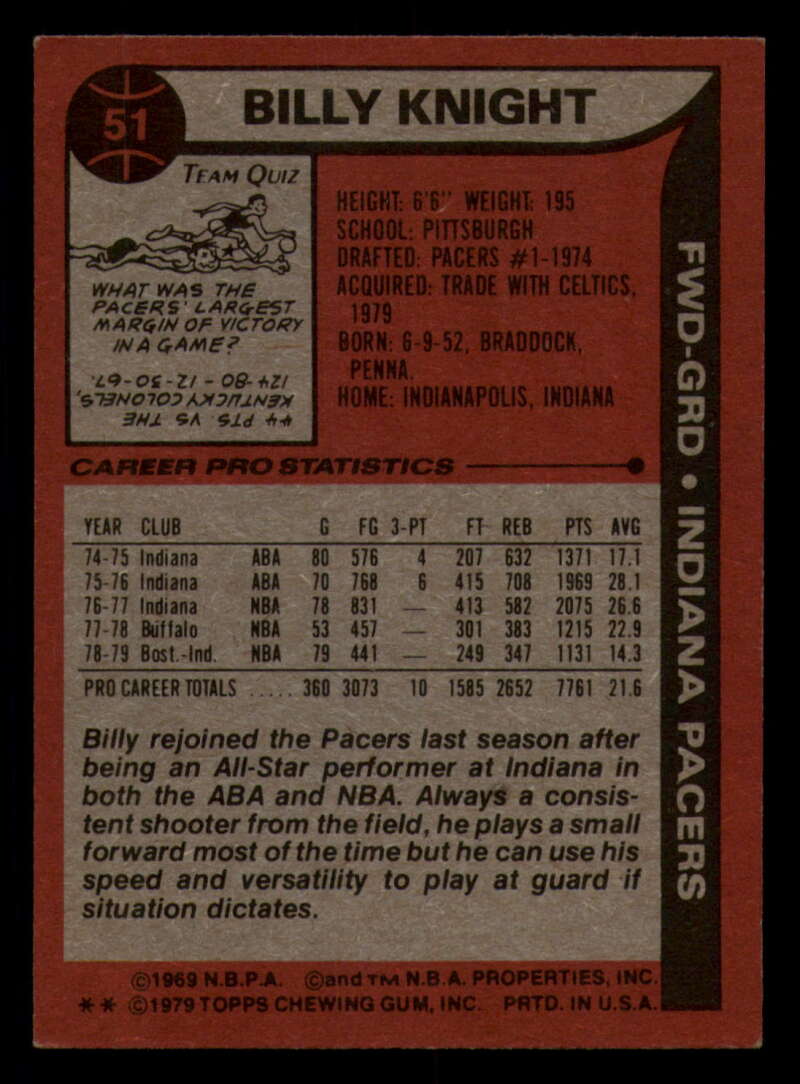 51
BILLY KNIGHT
TEAM QUIZ
WHAT WAS THE
PACERS' LARGEST
MARGIN OF VICTORY
IN A GAME?
44 PTS. VS THE
KENTUCKY COLONELS,
124-80 - 12-30-67.
HEIGHT: 6'6" WEIGHT: 195
SCHOOL: PITTSBURGH
DRAFTED: PACERS #1-1974
ACQUIRED: TRADE WITH CELTICS,
1979
BORN: 6-9-52, BRADDOCK,
PENNA.
HOME: INDIANAPOLIS, INDIANA
FWD-GRD • INDIANA PACERS
CAREER PRO STATISTICS
YEAR CLUB G FG 3-PT FT REB PTS AVG
74-75 Indiana ABA 80 576 4 207 632 1371 17.1
75-76 Indiana ABA 70 768 6 415 708 1969 28.1
76-77 Indiana NBA 78 831 — 413 582 2075 26.6
77-78 Buffalo NBA 53 457 — 301 383 1215 22.9
78-79 Bost.-Ind. NBA 79 441 — 249 347 1131 14.3
PRO CAREER TOTALS ..... 360 3073 10 1585 2652 7761 21.6
Billy rejoined the Pacers last season after
being an All-Star performer at Indiana in
both the ABA and NBA. Always a consis-
tent shooter from the field, he plays a small
forward most of the time but he can use his
speed and versatility to play at guard if
situation dictates.
©1969 N.B.P.A. ©and TM N.B.A. PROPERTIES, INC.
** ©1979 TOPPS CHEWING GUM, INC. PRTD. IN U.S.A.